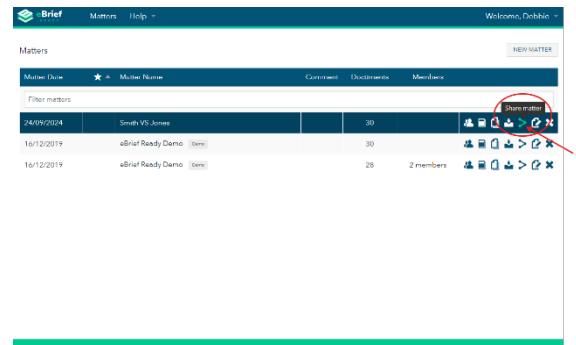 eBrief
READY
Matters Help
Welcome, Debbie
Matters
NEW MATTER
Matter Date Matter Name Comment Documents Members
Filter matters
Share matter
24/09/2024 Smith VS Jones 30
16/12/2019 eBrief Ready Demo Demo 30
16/12/2019 eBrief Ready Demo Demo 28 2 members